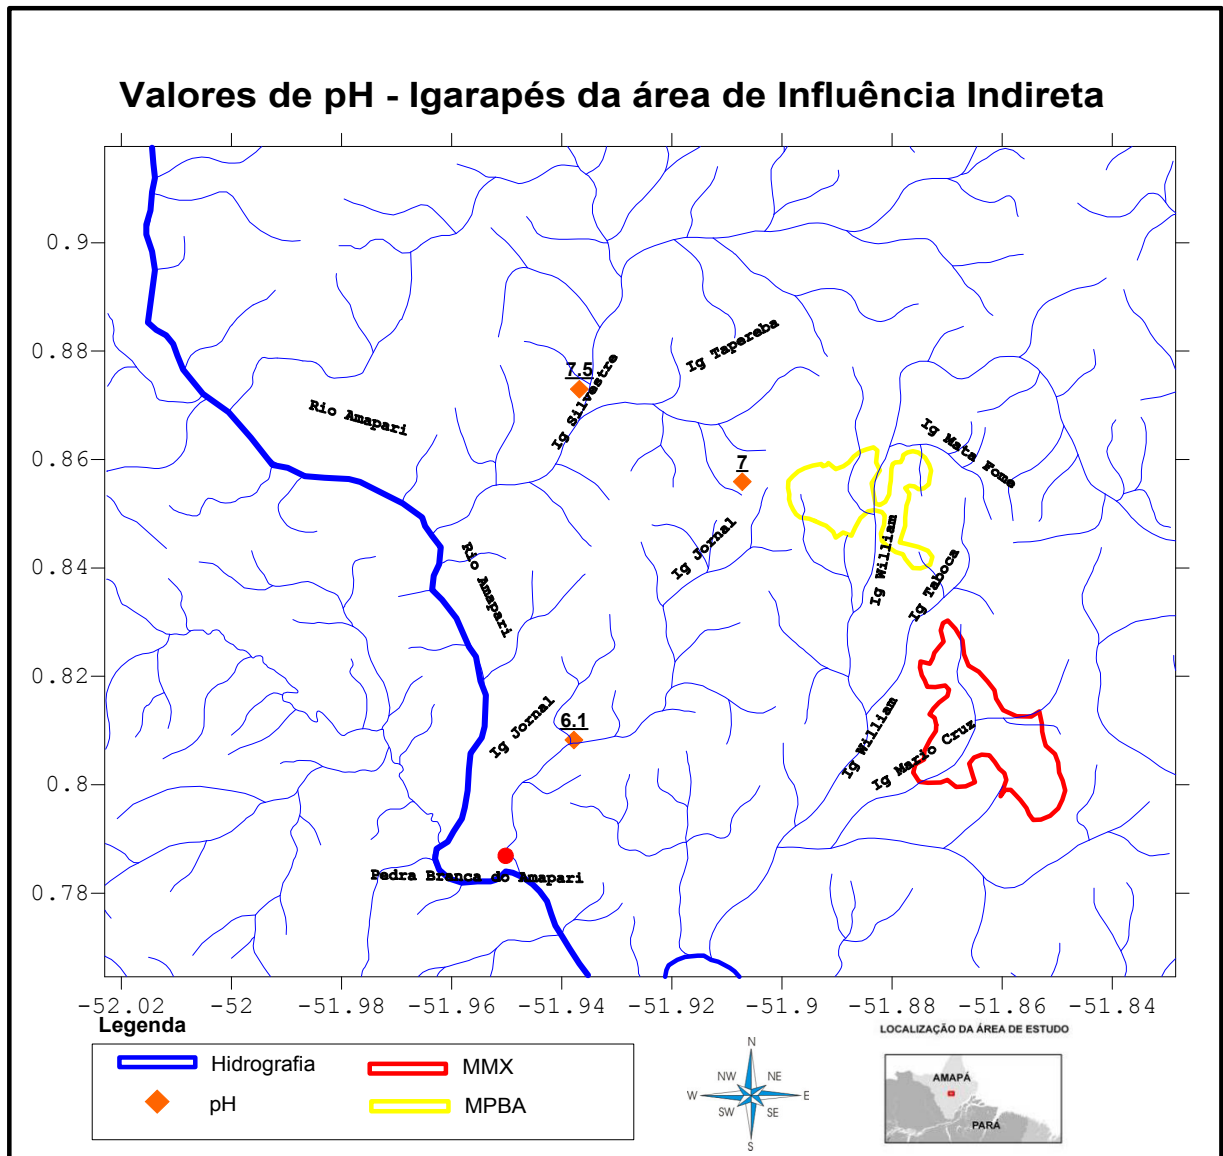 Valores de pH - Igarapés da área de Influência Indireta
0.9
0.88
0.86
0.84
0.82
0.8
0.78
Ig Tapereba
7.5
Ig Silvestre
Rio Amapari
Ig Mata Fome
7
Ig Jornal
Ig William
Rio Amapari
Ig Taboca
Ig Jornal
6.1
Ig William
Ig Mario Cruz
Pedra Branca do Amapari
-52.02 -52 -51.98 -51.96 -51.94 -51.92 -51.9 -51.88 -51.86 -51.84
Legenda
Hidrografia
MMX
pH
MPBA
N
NW NE
W E
SW SE
S
LOCALIZAÇÃO DA ÁREA DE ESTUDO
AMAPÁ
PARÁ